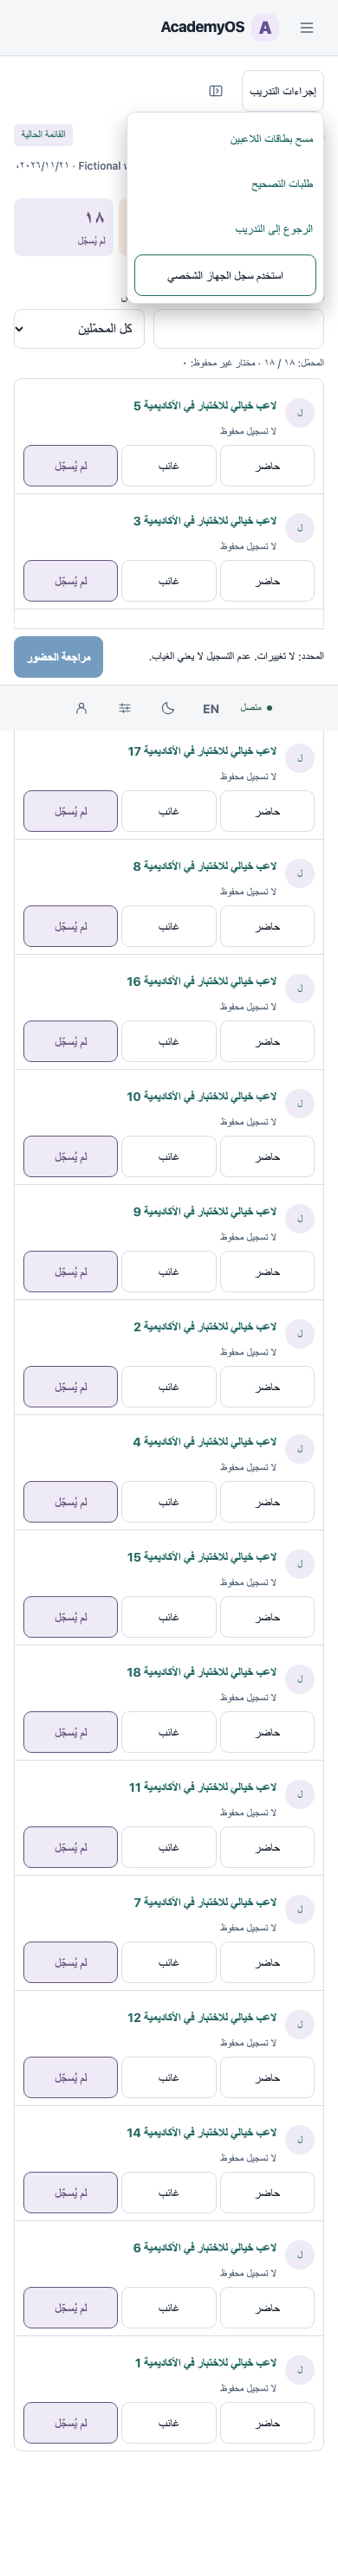 AcademyOS A
إجراءات التدريب
مسح بطاقات اللاعبين
القائمة الحالية
٢٠٢٦/١١/٢١، · Fictional
طلبات التصحيح
١٨
لم يُسجّل
الرجوع إلى التدريب
استخدم سجل الجهاز الشخصي
كل المحمّلين
المحمّل: ١٨ / ١٨ · مختار غير محفوظ: ٠
ل
لاعب خيالي للاختبار في الأكاديمية 5
لا تسجيل محفوظ
حاضر غائب لم يُسجّل
ل
لاعب خيالي للاختبار في الأكاديمية 3
لا تسجيل محفوظ
حاضر غائب لم يُسجّل
المحدد: لا تغييرات. عدم التسجيل لا يعني الغياب.
مراجعة الحضور
متصل EN
ل
لاعب خيالي للاختبار في الأكاديمية 17
لا تسجيل محفوظ
حاضر غائب لم يُسجّل
ل
لاعب خيالي للاختبار في الأكاديمية 8
لا تسجيل محفوظ
حاضر غائب لم يُسجّل
ل
لاعب خيالي للاختبار في الأكاديمية 16
لا تسجيل محفوظ
حاضر غائب لم يُسجّل
ل
لاعب خيالي للاختبار في الأكاديمية 10
لا تسجيل محفوظ
حاضر غائب لم يُسجّل
ل
لاعب خيالي للاختبار في الأكاديمية 9
لا تسجيل محفوظ
حاضر غائب لم يُسجّل
ل
لاعب خيالي للاختبار في الأكاديمية 2
لا تسجيل محفوظ
حاضر غائب لم يُسجّل
ل
لاعب خيالي للاختبار في الأكاديمية 4
لا تسجيل محفوظ
حاضر غائب لم يُسجّل
ل
لاعب خيالي للاختبار في الأكاديمية 15
لا تسجيل محفوظ
حاضر غائب لم يُسجّل
ل
لاعب خيالي للاختبار في الأكاديمية 18
لا تسجيل محفوظ
حاضر غائب لم يُسجّل
ل
لاعب خيالي للاختبار في الأكاديمية 11
لا تسجيل محفوظ
حاضر غائب لم يُسجّل
ل
لاعب خيالي للاختبار في الأكاديمية 7
لا تسجيل محفوظ
حاضر غائب لم يُسجّل
ل
لاعب خيالي للاختبار في الأكاديمية 12
لا تسجيل محفوظ
حاضر غائب لم يُسجّل
ل
لاعب خيالي للاختبار في الأكاديمية 14
لا تسجيل محفوظ
حاضر غائب لم يُسجّل
ل
لاعب خيالي للاختبار في الأكاديمية 6
لا تسجيل محفوظ
حاضر غائب لم يُسجّل
ل
لاعب خيالي للاختبار في الأكاديمية 1
لا تسجيل محفوظ
حاضر غائب لم يُسجّل